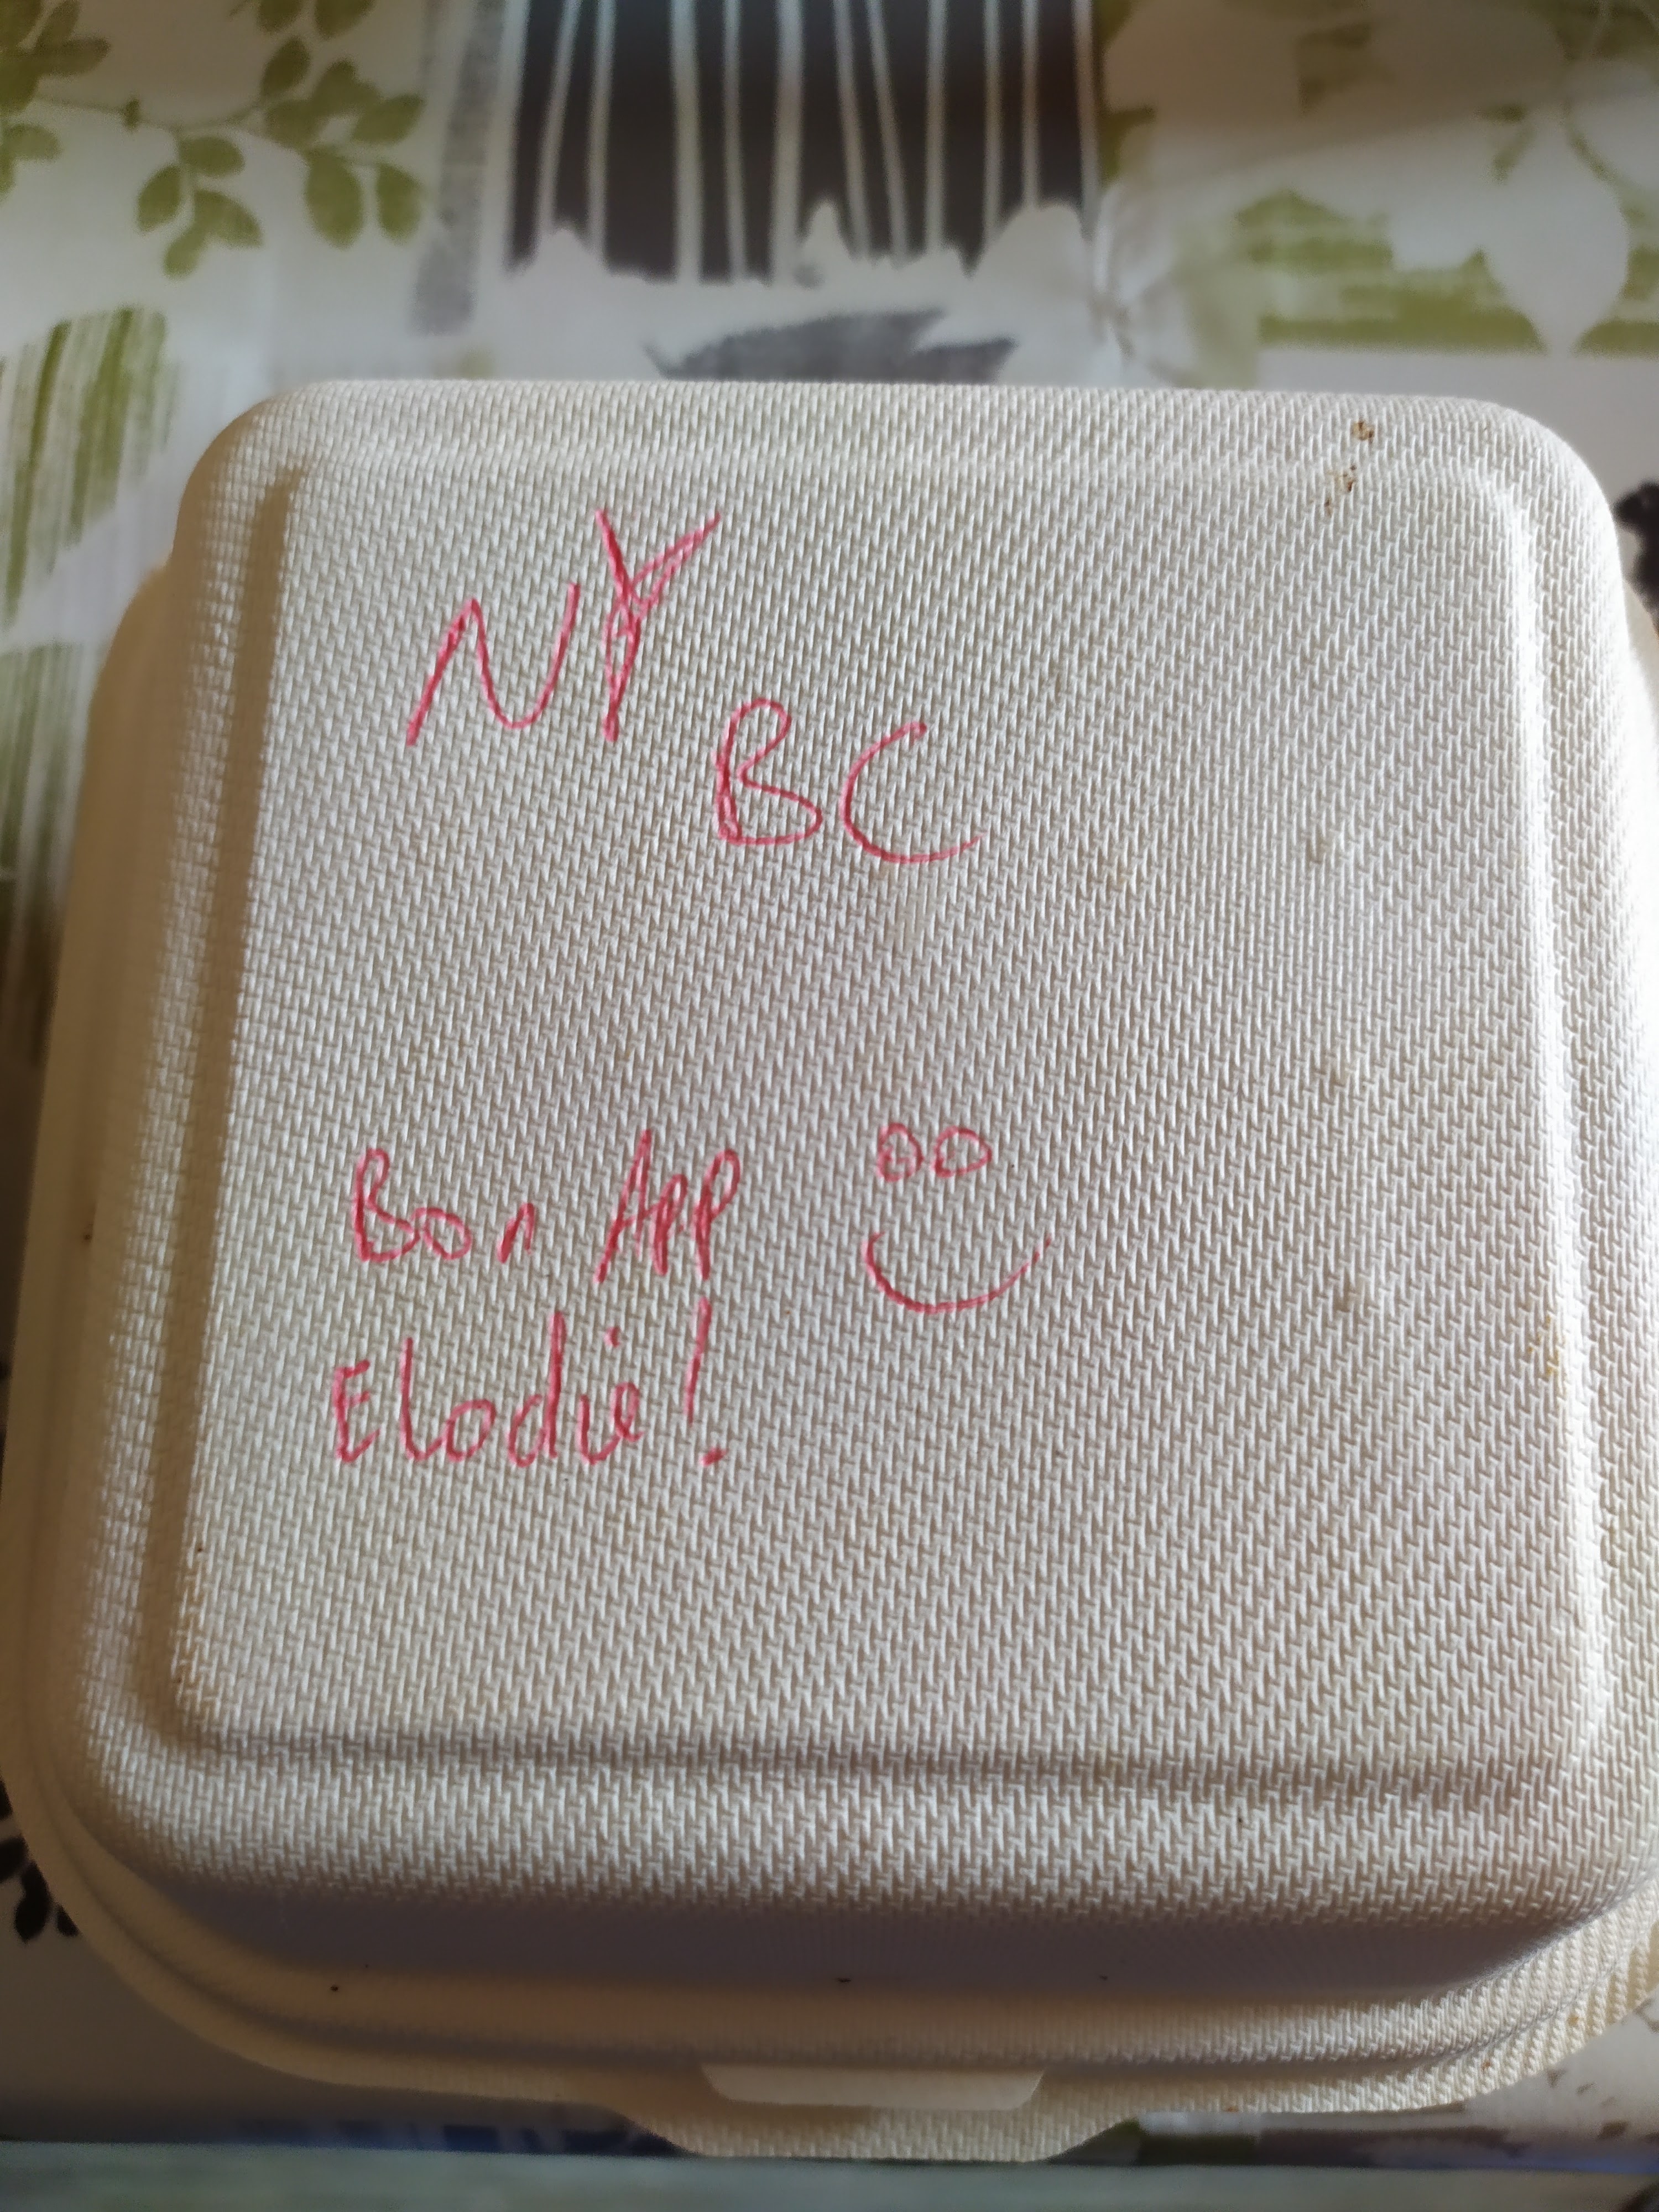 NY
BC
Bon App
Elodie!